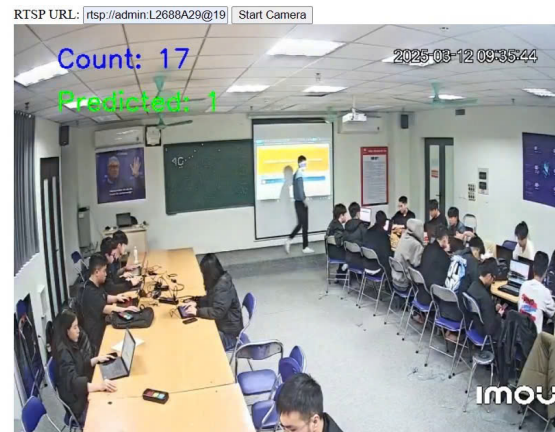 RTSP URL: rtsp://admin:L2688A29@19 Start Camera
Count: 17
2025-03-12 09:35:44
Predicted: 1
imou